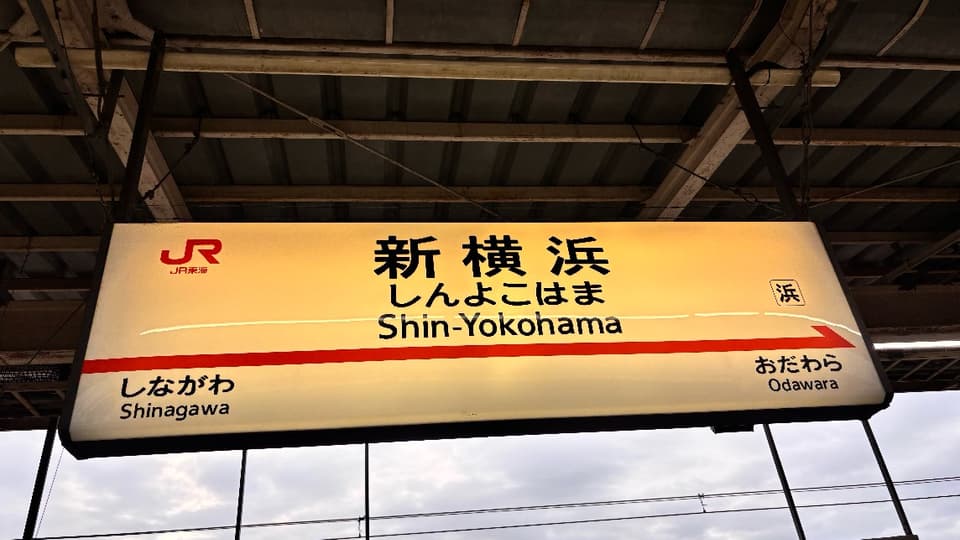 JR
JR東海
新横浜
しんよこはま
Shin-Yokohama
浜
しながわ
Shinagawa
おだわら
Odawara